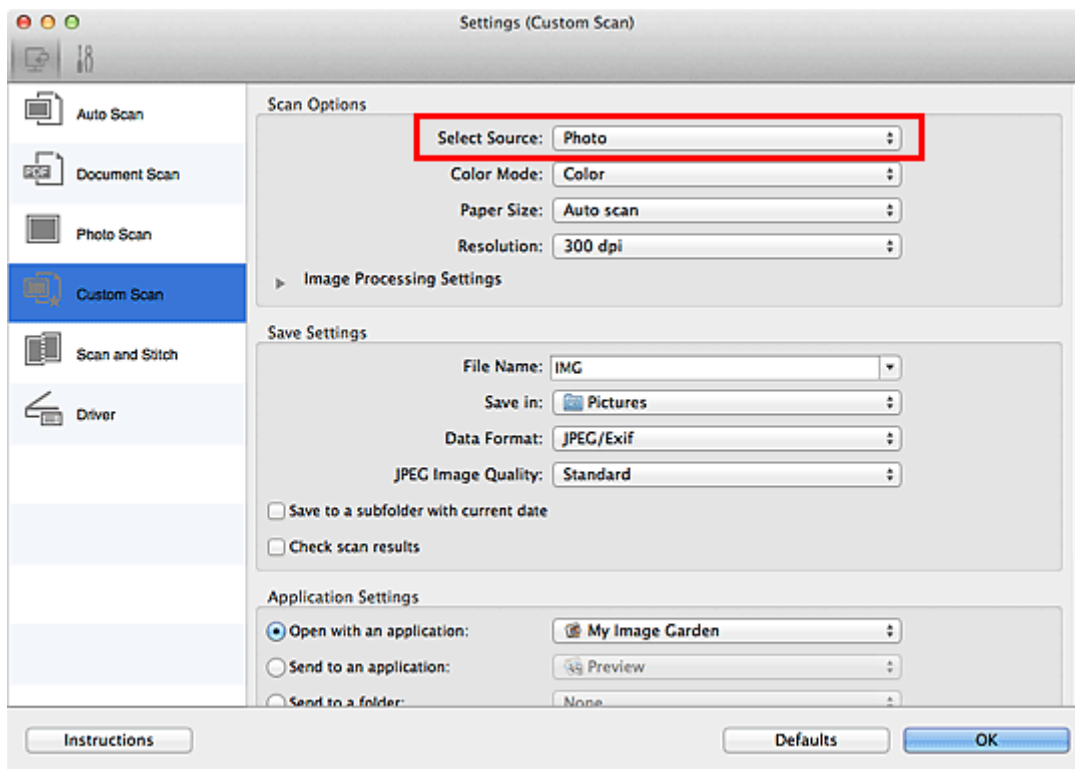 Settings (Custom Scan)
Auto Scan
Document Scan
Photo Scan
Custom Scan
Scan and Stitch
Driver
Scan Options
Select Source: Photo
Color Mode: Color
Paper Size: Auto scan
Resolution: 300 dpi
Image Processing Settings
Save Settings
File Name: IMG
Save in: Pictures
Data Format: JPEG/Exif
JPEG Image Quality: Standard
Save to a subfolder with current date
Check scan results
Application Settings
Open with an application: My Image Garden
Send to an application: Preview
Send to a folder: None
Instructions
Defaults
OK